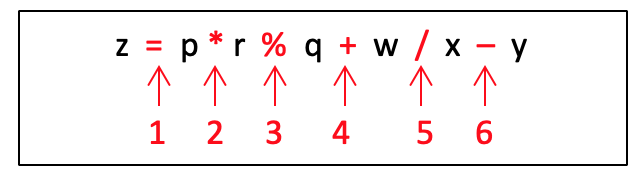 z = p * r % q + w / x – y
1 2 3 4 5 6